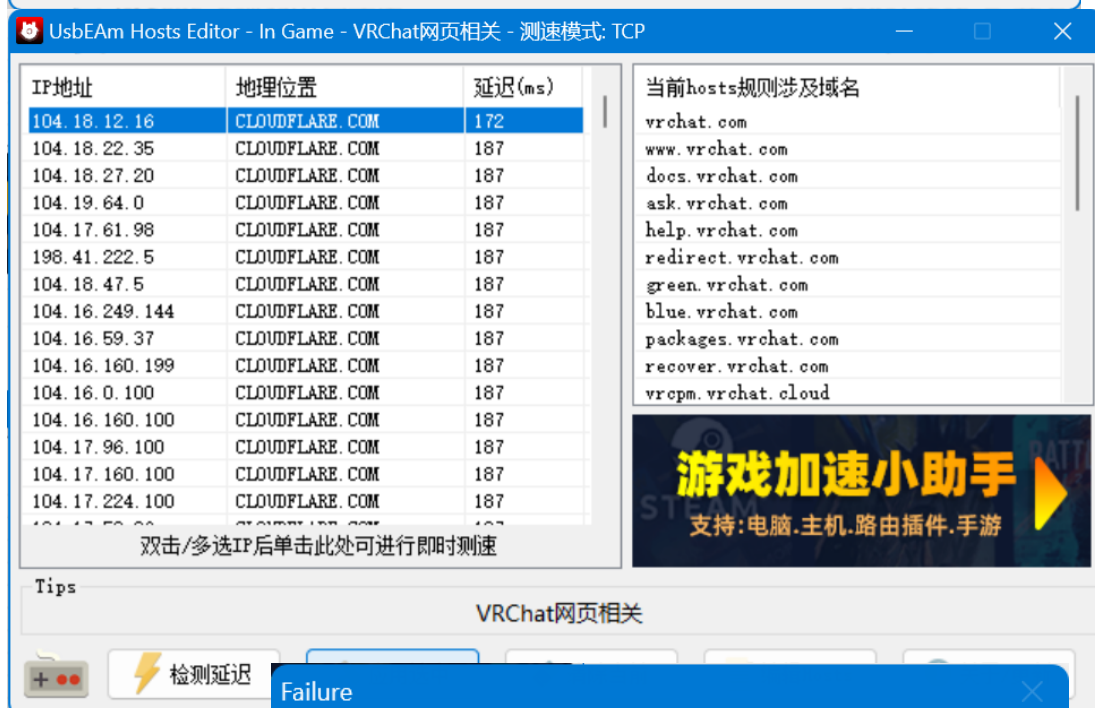 UsbEAm Hosts Editor - In Game - VRChat网页相关 - 测速模式: TCP
IP地址 地理位置 延迟(ms)
104.18.12.16 CLOUDFLARE.COM 172
104.18.22.35 CLOUDFLARE.COM 187
104.18.27.20 CLOUDFLARE.COM 187
104.19.64.0 CLOUDFLARE.COM 187
104.17.61.98 CLOUDFLARE.COM 187
198.41.222.5 CLOUDFLARE.COM 187
104.18.47.5 CLOUDFLARE.COM 187
104.16.249.144 CLOUDFLARE.COM 187
104.16.59.37 CLOUDFLARE.COM 187
104.16.160.199 CLOUDFLARE.COM 187
104.16.0.100 CLOUDFLARE.COM 187
104.16.160.100 CLOUDFLARE.COM 187
104.17.96.100 CLOUDFLARE.COM 187
104.17.160.100 CLOUDFLARE.COM 187
104.17.224.100 CLOUDFLARE.COM 187
双击/多选IP后单击此处可进行即时测速
当前hosts规则涉及域名
vrchat.com
www.vrchat.com
docs.vrchat.com
ask.vrchat.com
help.vrchat.com
redirect.vrchat.com
green.vrchat.com
blue.vrchat.com
packages.vrchat.com
recover.vrchat.com
vrcpm.vrchat.cloud
游戏加速小助手
STEAM
支持:电脑.主机.路由插件.手游
Tips
VRChat网页相关
检测延迟
Failure